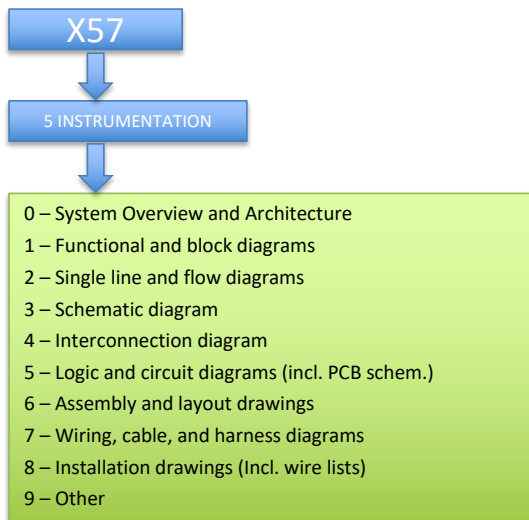 X57
5 INSTRUMENTATION
0 – System Overview and Architecture
1 – Functional and block diagrams
2 – Single line and flow diagrams
3 – Schematic diagram
4 – Interconnection diagram
5 – Logic and circuit diagrams (incl. PCB schem.)
6 – Assembly and layout drawings
7 – Wiring, cable, and harness diagrams
8 – Installation drawings (Incl. wire lists)
9 – Other